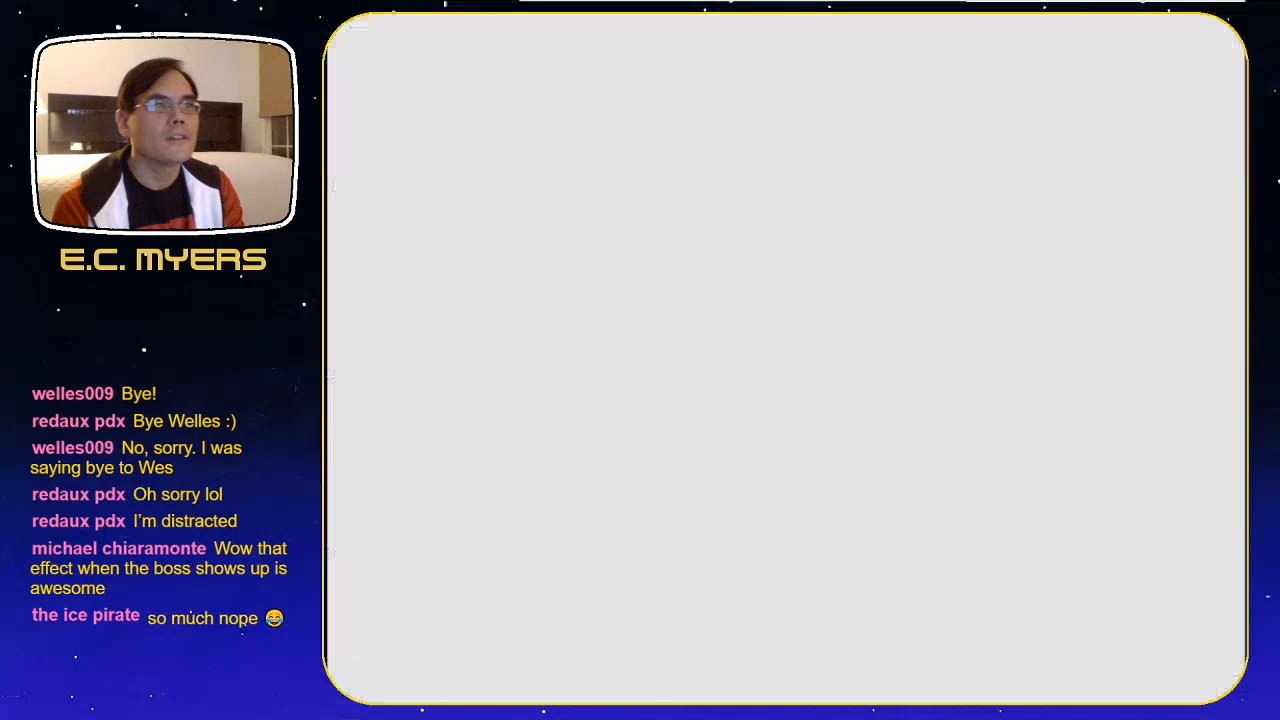 E.C. MYERS
welles009 Bye!
redaux pdx Bye Welles :)
welles009 No, sorry. I was
saying bye to Wes
redaux pdx Oh sorry lol
redaux pdx I'm distracted
michael chiaramonte Wow that
effect when the boss shows up is
awesome
the ice pirate so much nope 😂